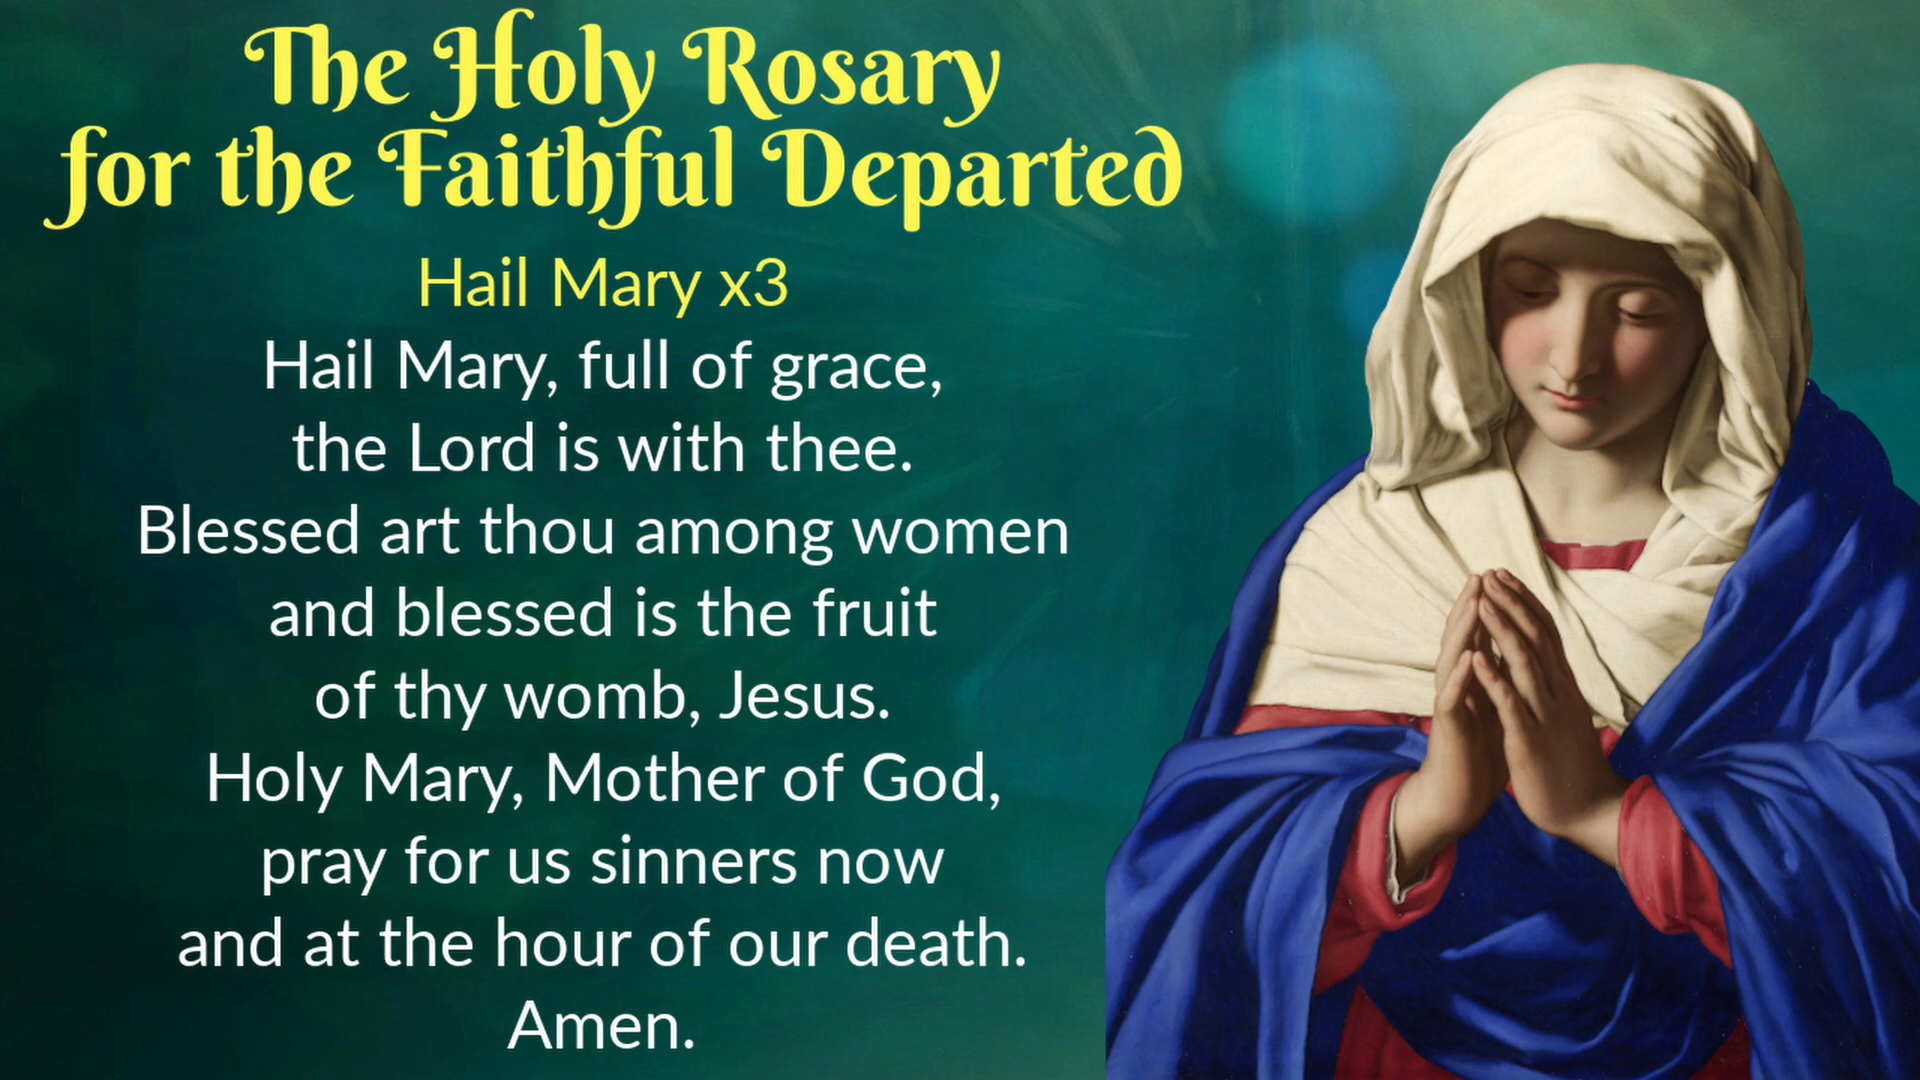 The Holy Rosary
for the Faithful Departed
Hail Mary x3
Hail Mary, full of grace,
the Lord is with thee.
Blessed art thou among women
and blessed is the fruit
of thy womb, Jesus.
Holy Mary, Mother of God,
pray for us sinners now
and at the hour of our death.
Amen.